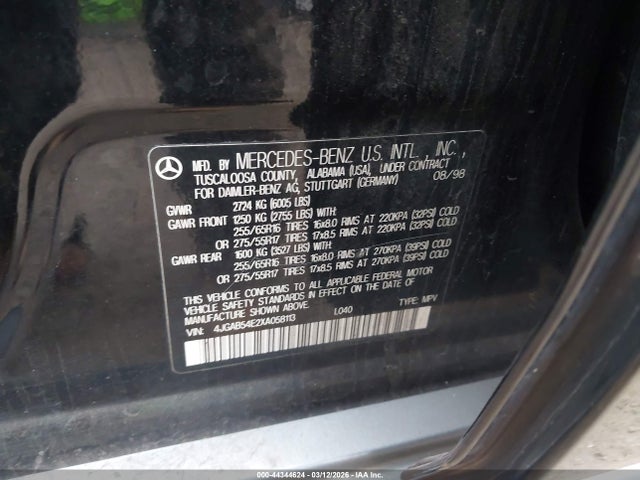 MFD. BY MERCEDES-BENZ U.S. INTL. INC.,
TUSCALOOSA COUNTY, ALABAMA (USA), UNDER CONTRACT
FOR DAIMLER-BENZ AG, STUTTGART (GERMANY) 08/98
GVWR 2724 KG (6005 LBS)
GAWR FRONT 1250 KG (2755 LBS) WITH:
255/65R16 TIRES 16x8.0 RIMS AT 220KPA (32PSI) COLD
OR 275/55R17 TIRES 17x8.5 RIMS AT 220KPA (32PSI) COLD
GAWR REAR 1600 KG (3527 LBS) WITH:
255/65R16 TIRES 16x8.0 RIMS AT 270KPA (39PSI) COLD
OR 275/55R17 TIRES 17x8.5 RIMS AT 270KPA (39PSI) COLD
THIS VEHICLE CONFORMS TO ALL APPLICABLE FEDERAL MOTOR
VEHICLE SAFETY STANDARDS IN EFFECT ON THE DATE OF
MANUFACTURE SHOWN ABOVE.
VIN: 4JGAB54E2XA058113 L040 TYPE: MPV
000-44344624 - 03/12/2026 - IAA Inc.